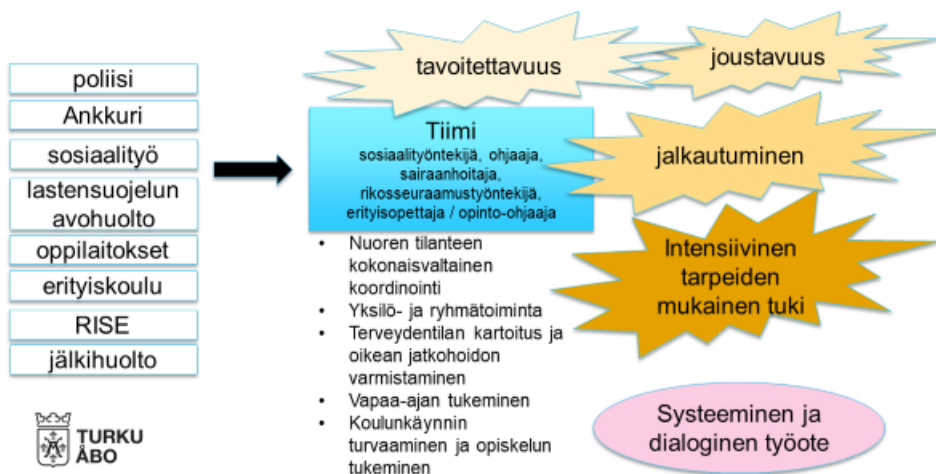 poliisi
Ankkuri
sosiaalityö
lastensuojelun
avohuolto
oppilaitokset
erityiskoulu
RISE
jälkihuolto
TURKU
ÅBO
Tiimi
sosiaalityöntekijä, ohjaaja,
sairaanhoitaja,
rikosseuraamustyöntekijä,
erityisopettaja / opinto-ohjaaja
• Nuoren tilanteen
kokonaisvaltainen
koordinointi
• Yksilö- ja ryhmätoiminta
• Terveydentilan kartoitus ja
oikean jatkohoidon
varmistaminen
• Vapaa-ajan tukeminen
• Koulunkäynnin
turvaaminen ja opiskelun
tukeminen
tavoitettavuus
joustavuus
jalkautuminen
Intensiivinen
tarpeiden
mukainen tuki
Systeeminen ja
dialoginen työote